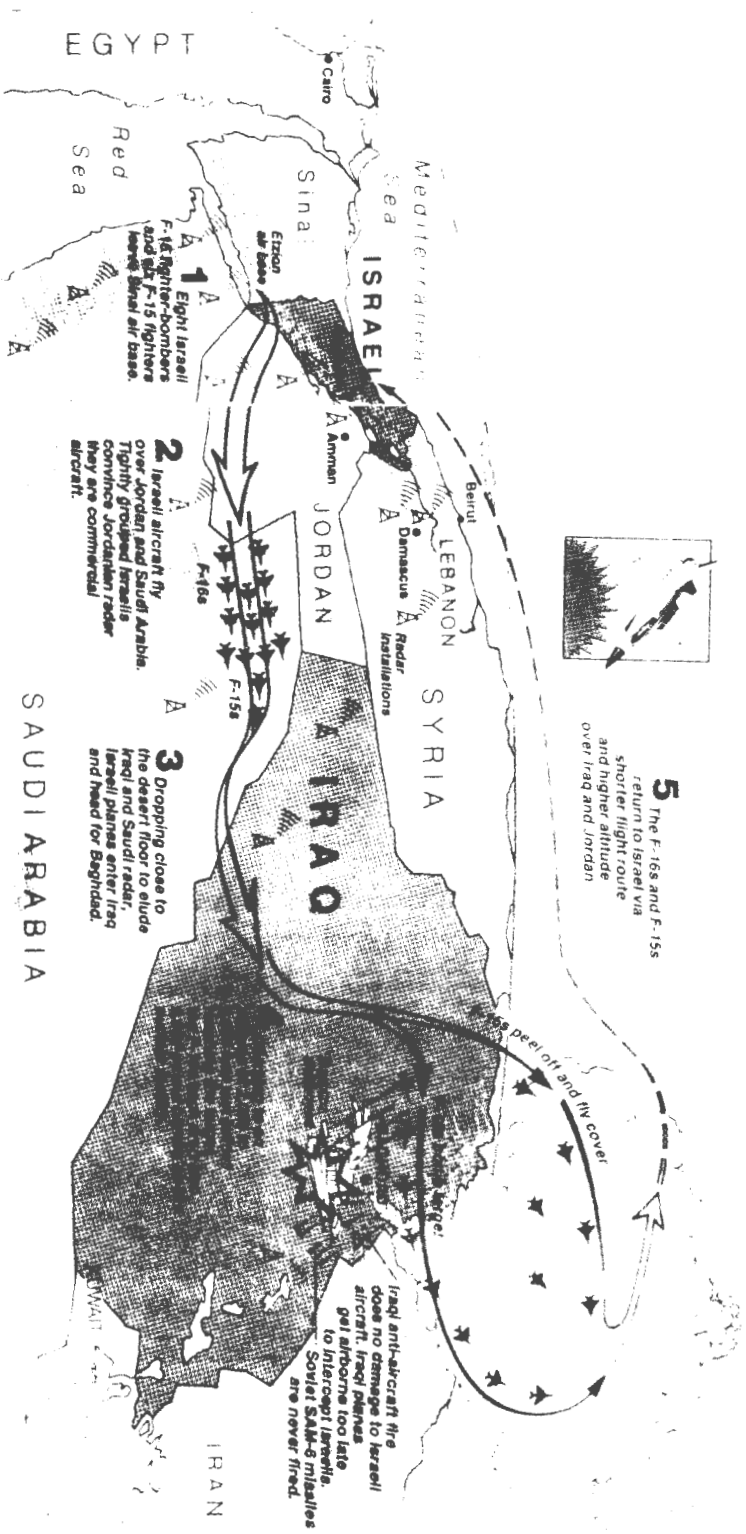 EGYPT
Cairo
Red
Sea
Mediterranean
Sea
Sinai
ISRAEL
Etzion
air base
1 Eight Israeli
F-16 fighter-bombers
and six F-15 fighters
leave Sinai air base.
Amman
Beirut
LEBANON
Damascus
Radar
installations
JORDAN
SYRIA
2 Israeli aircraft fly
over Jordan and Saudi Arabia.
Tightly grouped Israelis
convince Jordanian radar
they are commercial
aircraft.
F-16s
F-15s
SAUDI ARABIA
3 Dropping close to
the desert floor to elude
Iraqi and Saudi radar,
Israeli planes enter Iraq
and head for Baghdad.
IRAQ
5 The F-16s and F-15s
return to Israel via
shorter flight route
and higher altitude
over Iraq and Jordan
peel off and fly cover
Iraqi anti-aircraft fire
does no damage to Israeli
aircraft. Iraqi planes
get airborne too late
to intercept Israelis.
Soviet SAM-6 missiles
are never fired.
KUWAIT
IRAN